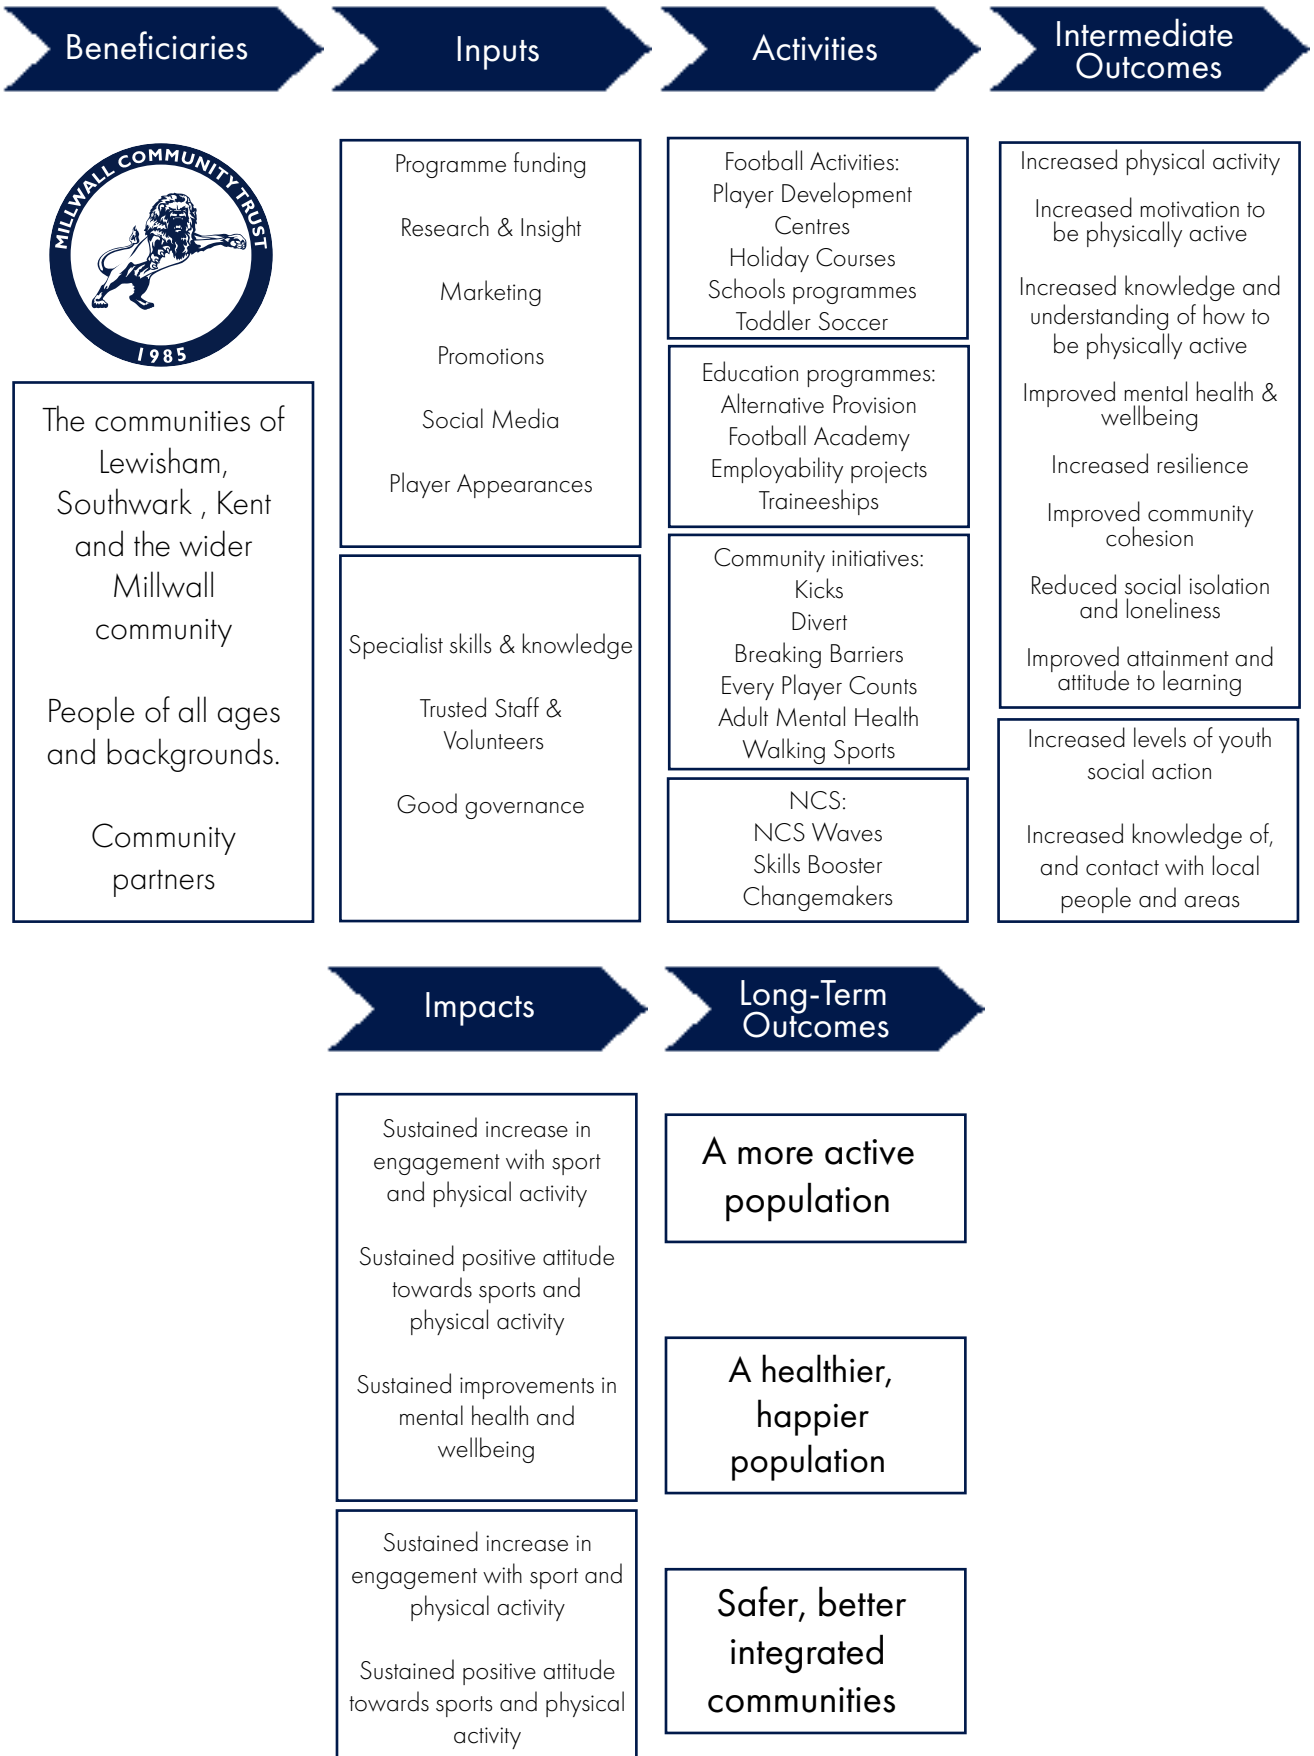 Beneficiaries
Inputs
Activities
Intermediate
Outcomes
MILLWALL COMMUNITY TRUST
1985
The communities of
Lewisham,
Southwark , Kent
and the wider
Millwall
community
People of all ages
and backgrounds.
Community
partners
Programme funding
Research & Insight
Marketing
Promotions
Social Media
Player Appearances
Specialist skills & knowledge
Trusted Staff &
Volunteers
Good governance
Football Activities:
Player Development
Centres
Holiday Courses
Schools programmes
Toddler Soccer
Education programmes:
Alternative Provision
Football Academy
Employability projects
Traineeships
Community initiatives:
Kicks
Divert
Breaking Barriers
Every Player Counts
Adult Mental Health
Walking Sports
NCS:
NCS Waves
Skills Booster
Changemakers
Increased physical activity
Increased motivation to
be physically active
Increased knowledge and
understanding of how to
be physically active
Improved mental health &
wellbeing
Increased resilience
Improved community
cohesion
Reduced social isolation
and loneliness
Improved attainment and
attitude to learning
Increased levels of youth
social action
Increased knowledge of,
and contact with local
people and areas
Impacts
Long-Term
Outcomes
Sustained increase in
engagement with sport
and physical activity
Sustained positive attitude
towards sports and
physical activity
Sustained improvements in
mental health and
wellbeing
Sustained increase in
engagement with sport and
physical activity
Sustained positive attitude
towards sports and physical
activity
A more active
population
A healthier,
happier
population
Safer, better
integrated
communities